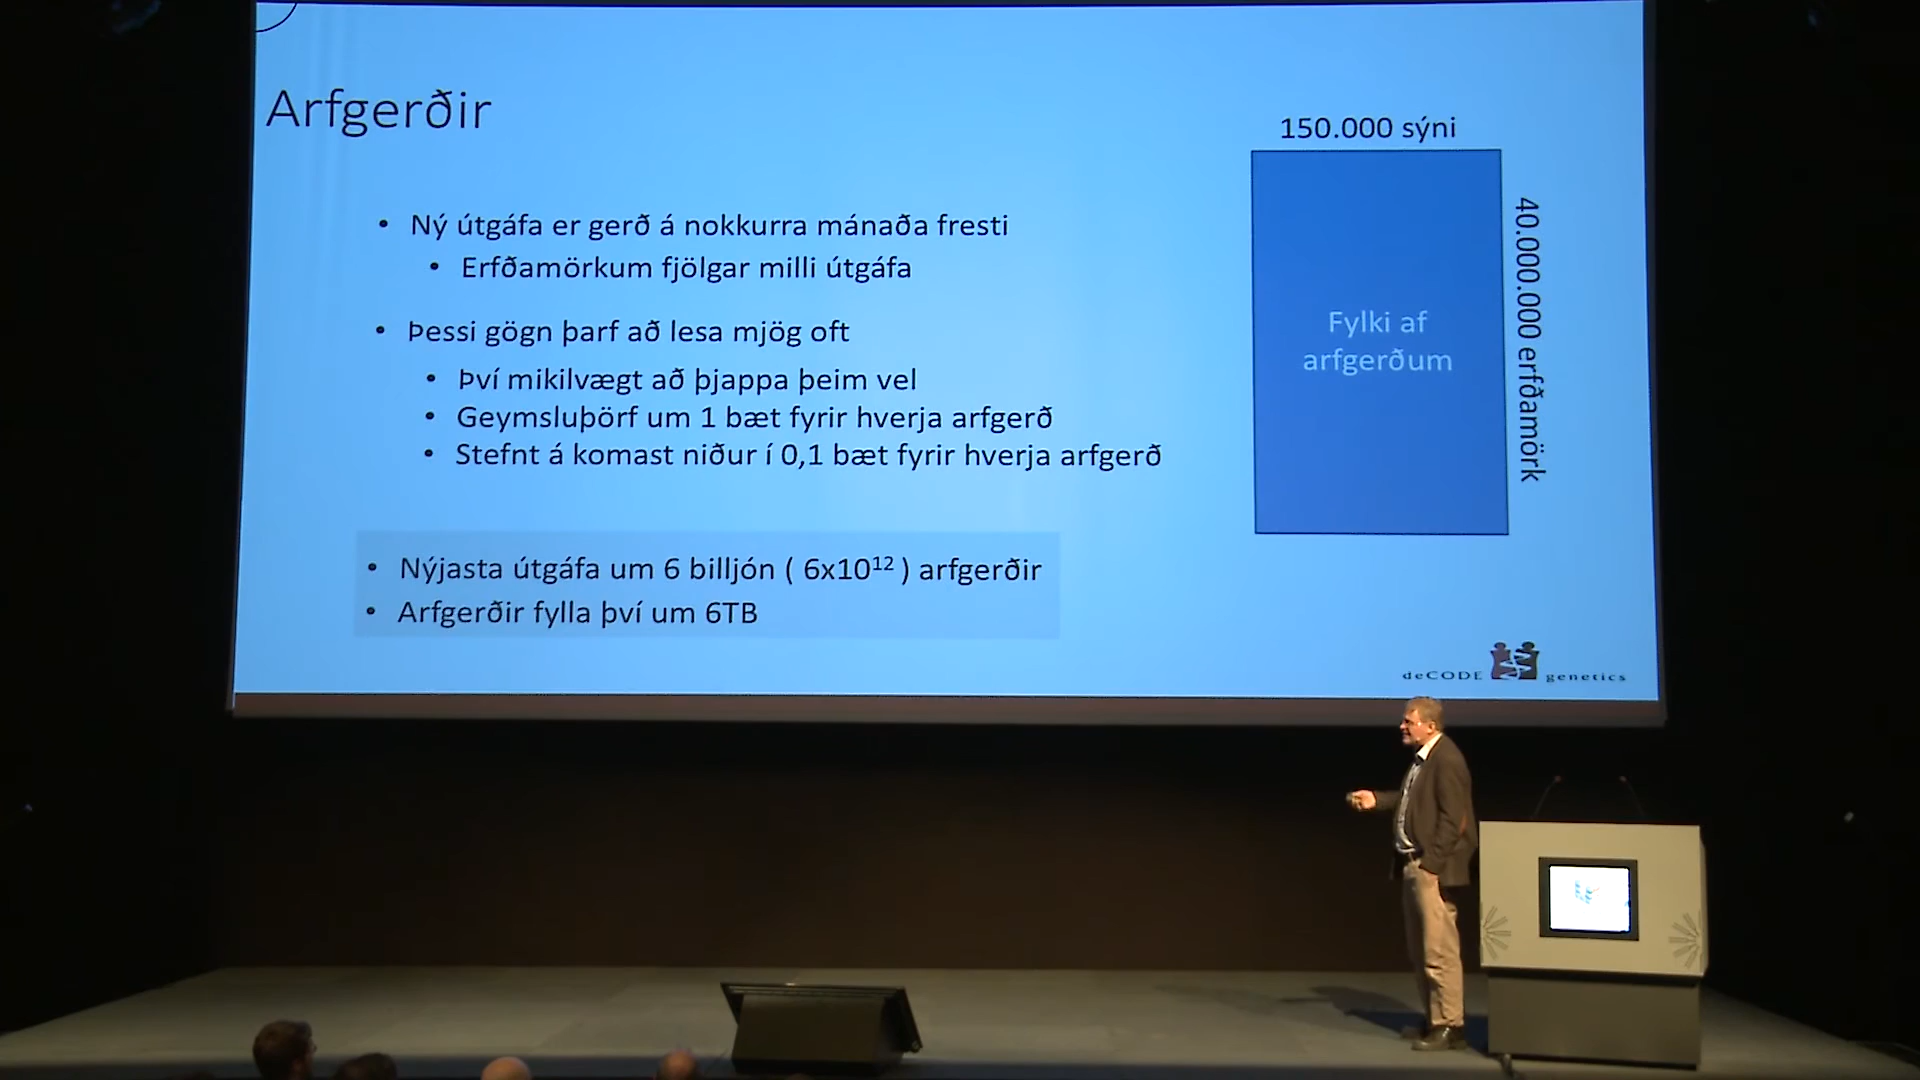 Arfgerðir
150.000 sýni
• Ný útgáfa er gerð á nokkurra mánaða fresti
• Erfðamörkum fjölgar milli útgáfa
• Þessi gögn þarf að lesa mjög oft
• Því mikilvægt að þjappa þeim vel
• Geymsluþörf um 1 bæt fyrir hverja arfgerð
• Stefnt á komast niður í 0,1 bæt fyrir hverja arfgerð
Fylki af
arfgerðum
40.000.000 erfðamörk
• Nýjasta útgáfa um 6 billjón ( 6x10¹² ) arfgerðir
• Arfgerðir fylla því um 6TB
deCODE genetics